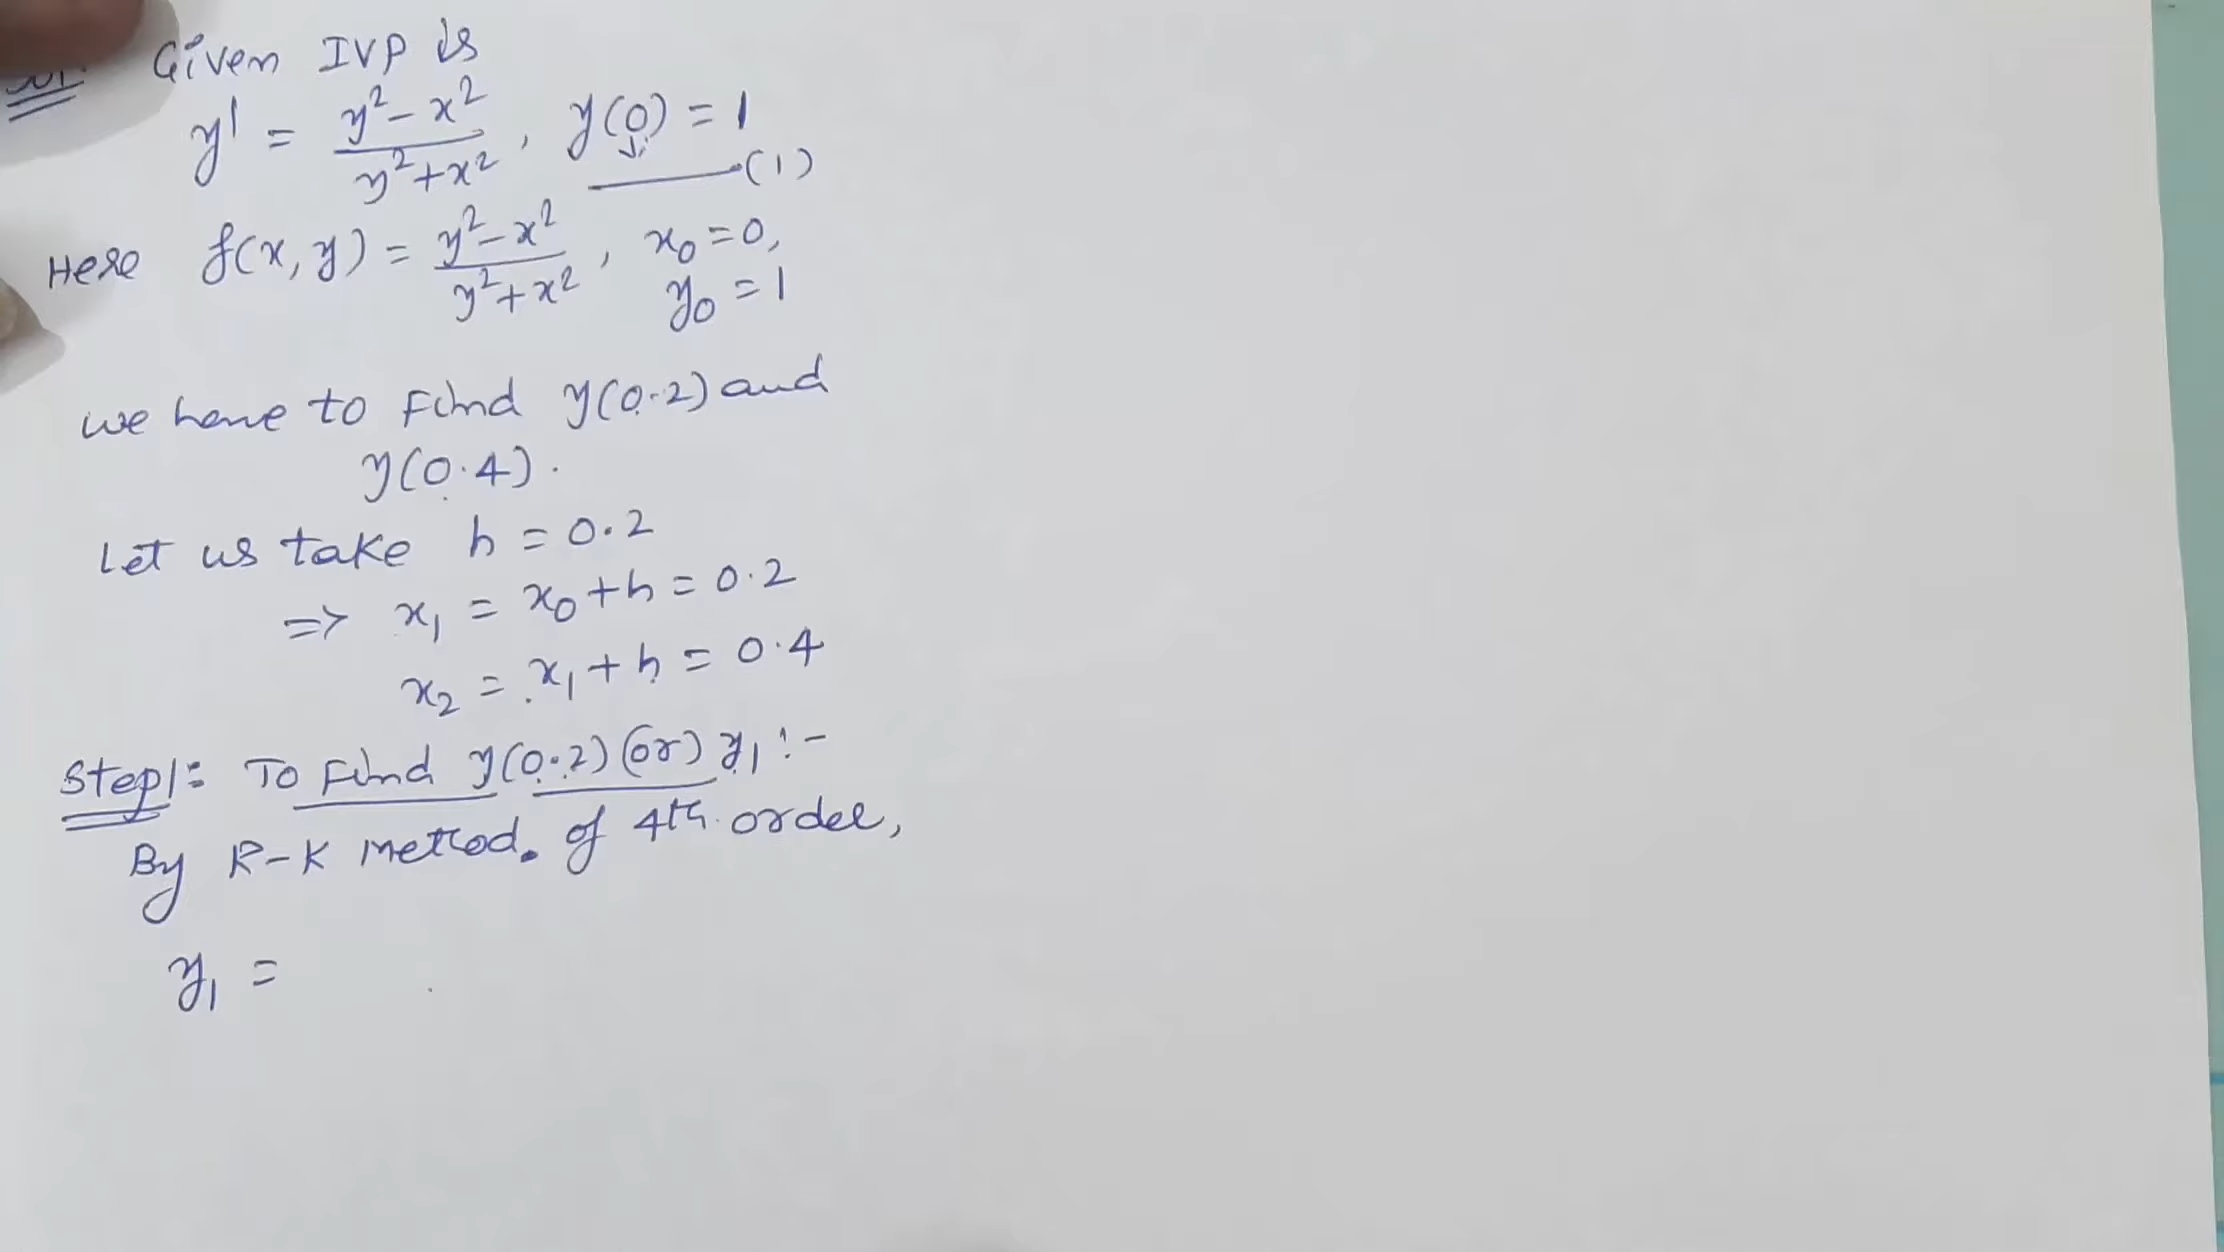 Given IVP is
y' = y²-x² / y²+x² , y(0) = 1 —(1)
Here f(x, y) = y²-x² / y²+x² , x₀ = 0,
y₀ = 1
we have to find y(0.2) and
y(0.4).
Let us take h = 0.2
=> x₁ = x₀ + h = 0.2
x₂ = x₁ + h = 0.4
Step1: To find y(0.2) (or) y₁ :-
By R-K method of 4th order,
y₁ =